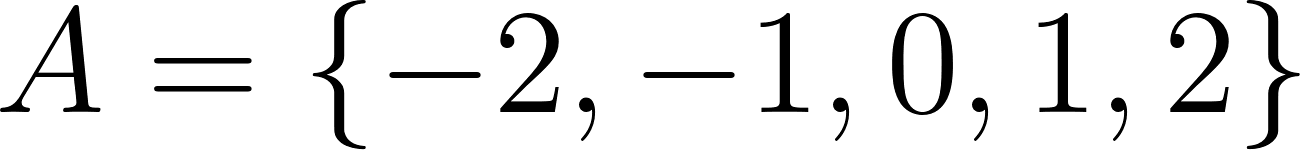 A = {−2, −1, 0, 1, 2}